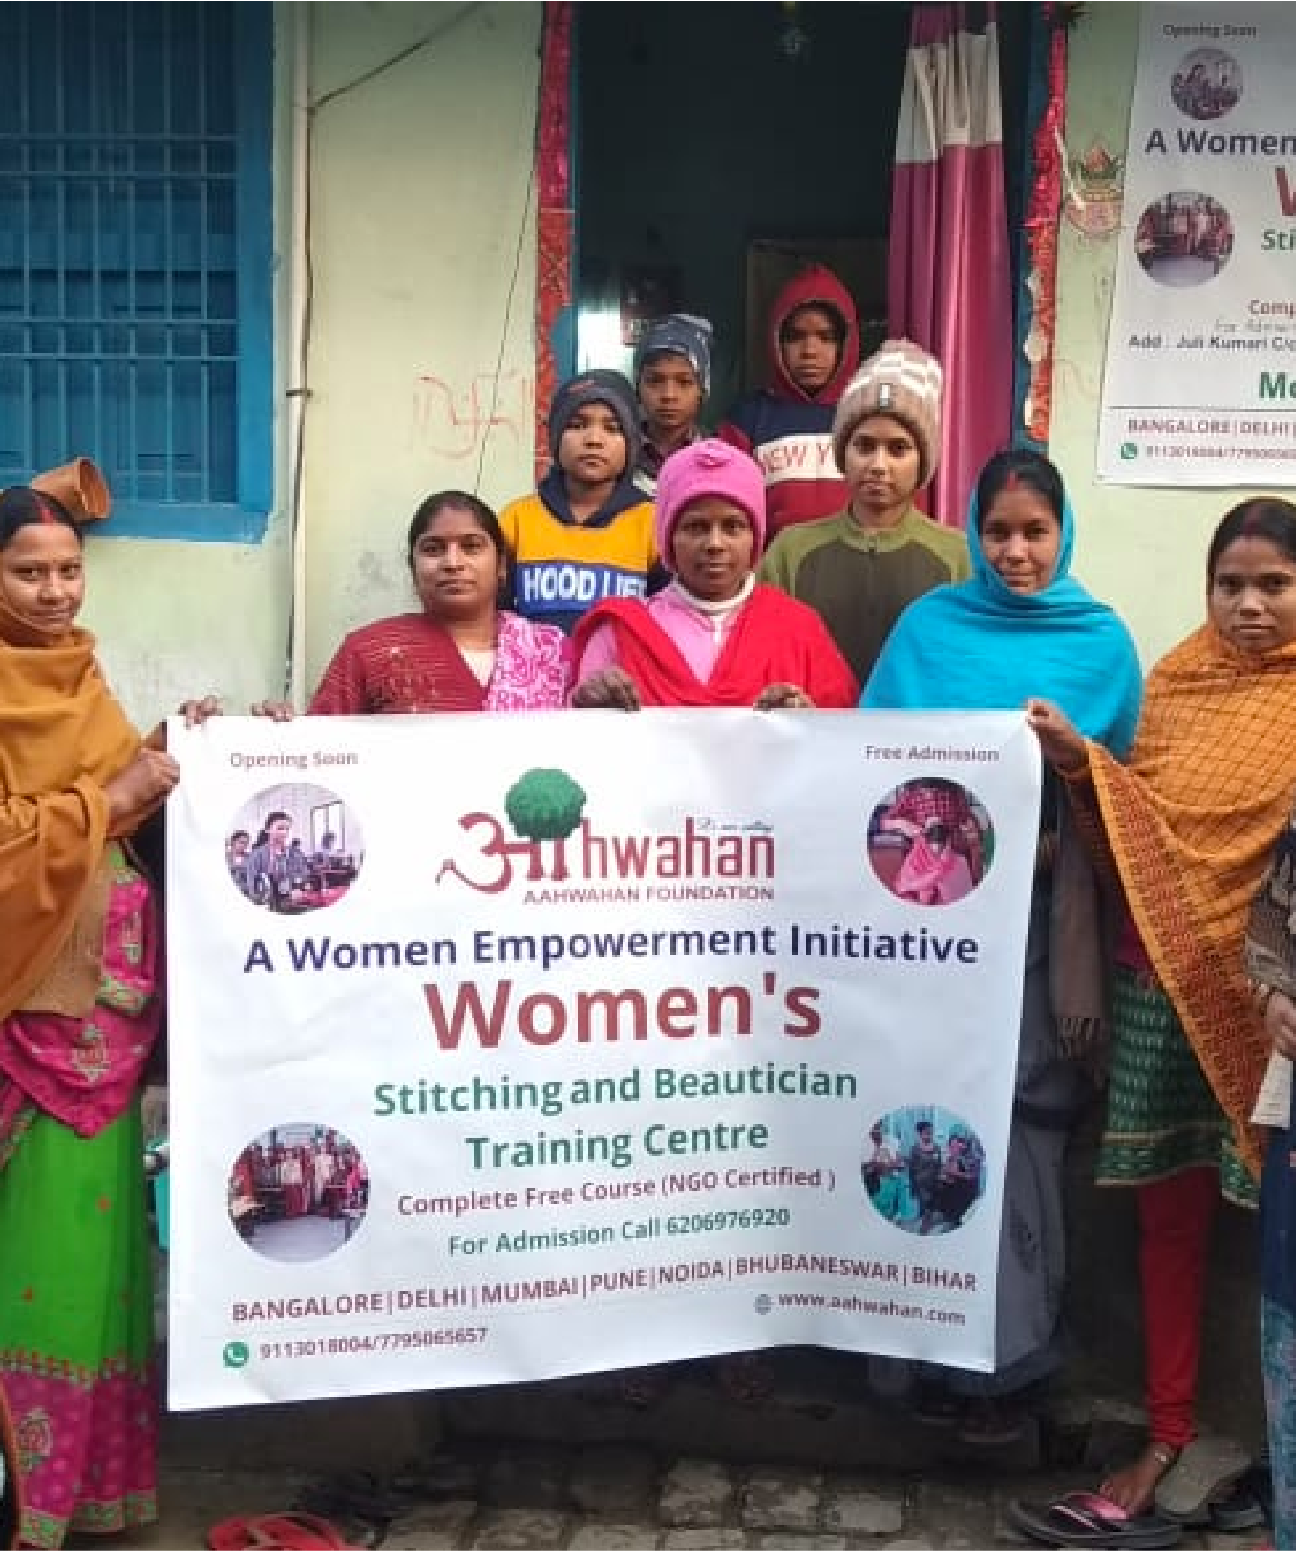 Opening Soon
A Women
Sti
Comp
Add : Juli Kumari C/o
Mo
BANGALORE|DELHI|
NEW Y
HOOD LIF
Opening Soon
Free Admission
आhwahan
AAHWAHAN FOUNDATION
A Women Empowerment Initiative
Women's
Stitching and Beautician
Training Centre
Complete Free Course (NGO Certified )
For Admission Call 6206976920
BANGALORE|DELHI|MUMBAI|PUNE|NOIDA|BHUBANESWAR|BIHAR
www.aahwahan.com
9113018004/7795065657